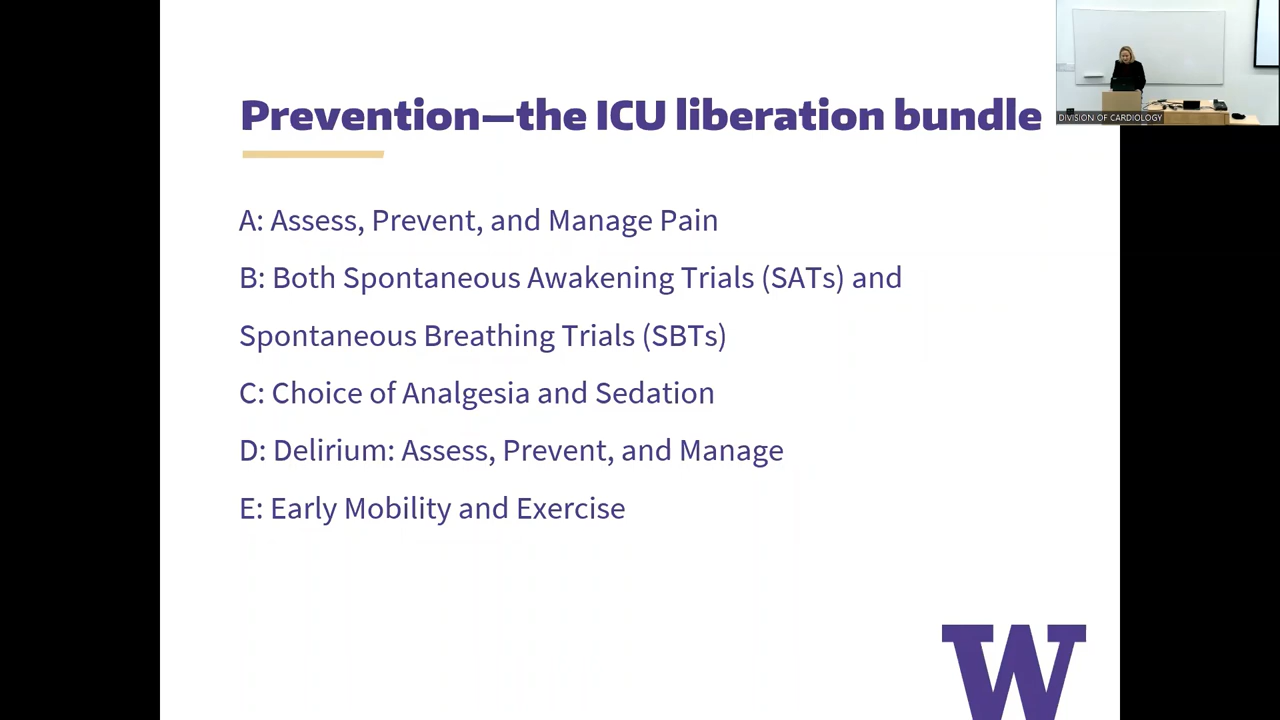 Prevention—the ICU liberation bundle
DIVISION OF CARDIOLOGY
A: Assess, Prevent, and Manage Pain
B: Both Spontaneous Awakening Trials (SATs) and
Spontaneous Breathing Trials (SBTs)
C: Choice of Analgesia and Sedation
D: Delirium: Assess, Prevent, and Manage
E: Early Mobility and Exercise
W